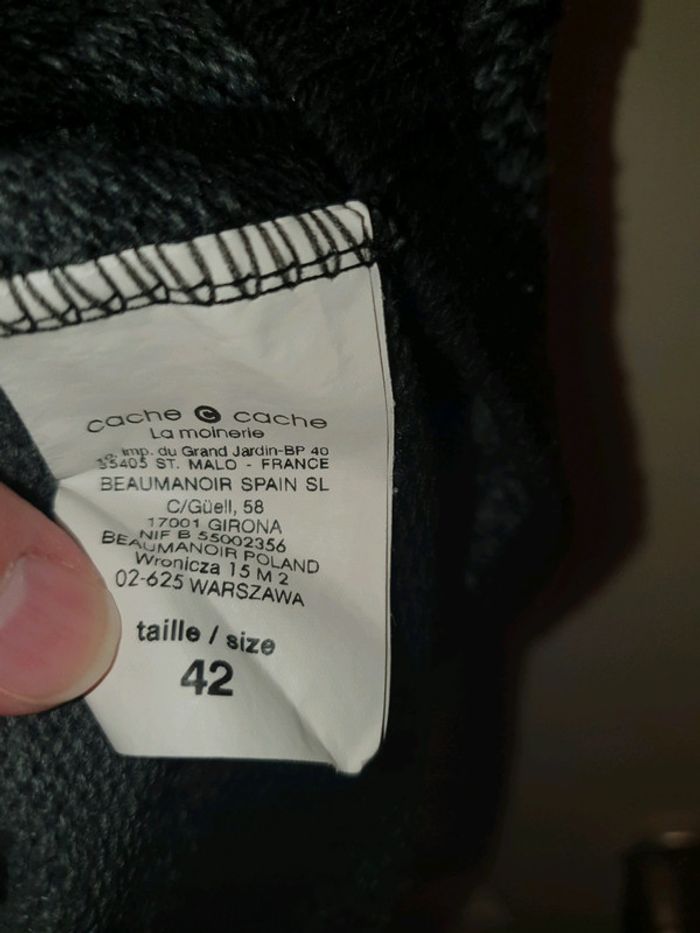 cache c cache
La moinerie
imp. du Grand Jardin-BP 40
35405 ST. MALO - FRANCE
BEAUMANOIR SPAIN SL
C/Güell, 58
17001 GIRONA
NIF B 55002356
BEAUMANOIR POLAND
Wronicza 15 M 2
02-625 WARSZAWA
taille / size
42